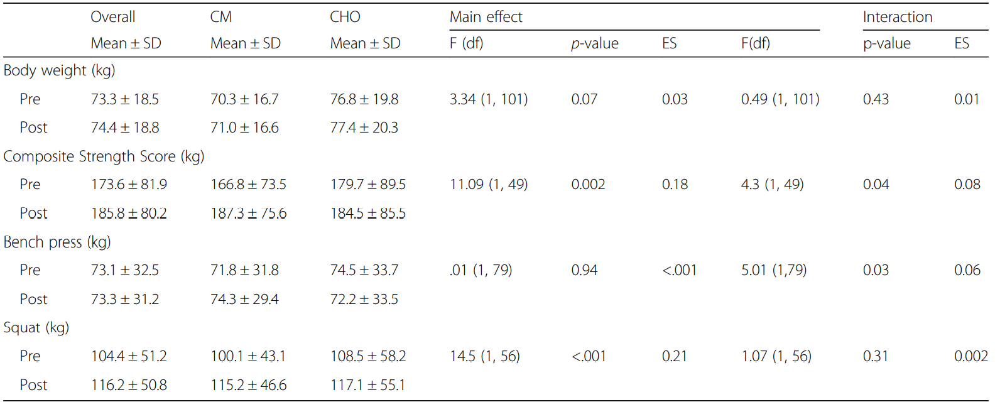 Overall CM CHO Main effect Interaction
Mean ± SD Mean ± SD Mean ± SD F (df) p-value ES F(df) p-value ES
Body weight (kg)
Pre 73.3 ± 18.5 70.3 ± 16.7 76.8 ± 19.8 3.34 (1, 101) 0.07 0.03 0.49 (1, 101) 0.43 0.01
Post 74.4 ± 18.8 71.0 ± 16.6 77.4 ± 20.3
Composite Strength Score (kg)
Pre 173.6 ± 81.9 166.8 ± 73.5 179.7 ± 89.5 11.09 (1, 49) 0.002 0.18 4.3 (1, 49) 0.04 0.08
Post 185.8 ± 80.2 187.3 ± 75.6 184.5 ± 85.5
Bench press (kg)
Pre 73.1 ± 32.5 71.8 ± 31.8 74.5 ± 33.7 .01 (1, 79) 0.94 <.001 5.01 (1,79) 0.03 0.06
Post 73.3 ± 31.2 74.3 ± 29.4 72.2 ± 33.5
Squat (kg)
Pre 104.4 ± 51.2 100.1 ± 43.1 108.5 ± 58.2 14.5 (1, 56) <.001 0.21 1.07 (1, 56) 0.31 0.002
Post 116.2 ± 50.8 115.2 ± 46.6 117.1 ± 55.1